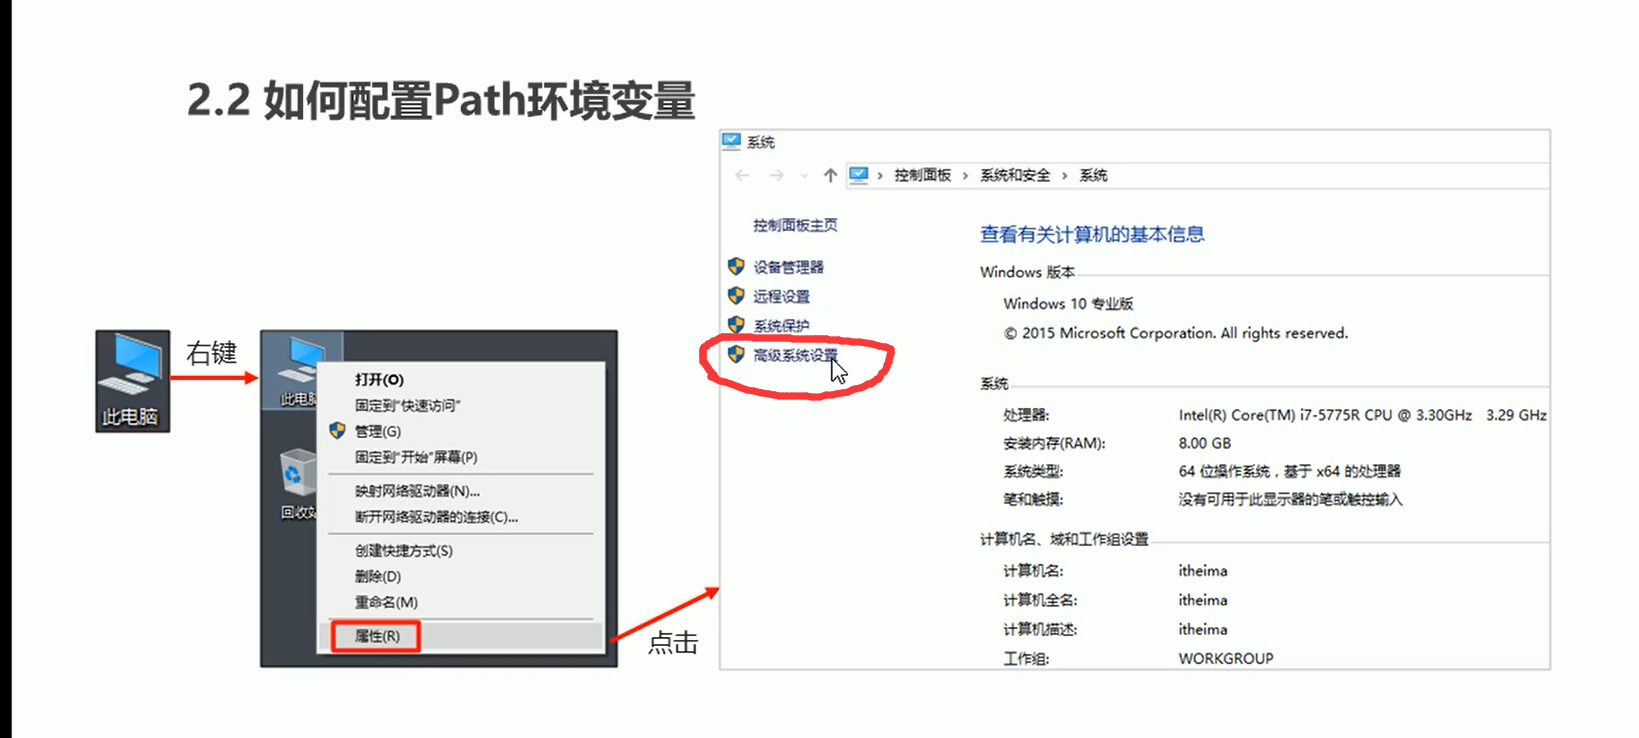 2.2 如何配置Path环境变量
此电脑
右键
此电脑
回收站
打开(O)
固定到"快速访问"
管理(G)
固定到"开始"屏幕(P)
映射网络驱动器(N)...
断开网络驱动器的连接(C)...
创建快捷方式(S)
删除(D)
重命名(M)
属性(R)
点击
系统
控制面板 › 系统和安全 › 系统
控制面板主页
设备管理器
远程设置
系统保护
高级系统设置
查看有关计算机的基本信息
Windows 版本
Windows 10 专业版
© 2015 Microsoft Corporation. All rights reserved.
系统
处理器: Intel(R) Core(TM) i7-5775R CPU @ 3.30GHz 3.29 GHz
安装内存(RAM): 8.00 GB
系统类型: 64 位操作系统，基于 x64 的处理器
笔和触摸: 没有可用于此显示器的笔或触控输入
计算机名、域和工作组设置
计算机名: itheima
计算机全名: itheima
计算机描述: itheima
工作组: WORKGROUP